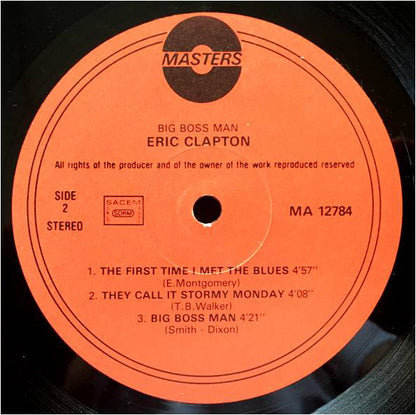 MASTERS
BIG BOSS MAN
ERIC CLAPTON
All rights of the producer and of the owner of the work reproduced reserved
SIDE
2
STEREO
SACEM
SDRM
MA 12784
1. THE FIRST TIME I MET THE BLUES 4'57"
(E.Montgomery)
2. THEY CALL IT STORMY MONDAY 4'08"
(T.B.Walker)
3. BIG BOSS MAN 4'21"
(Smith - Dixon)